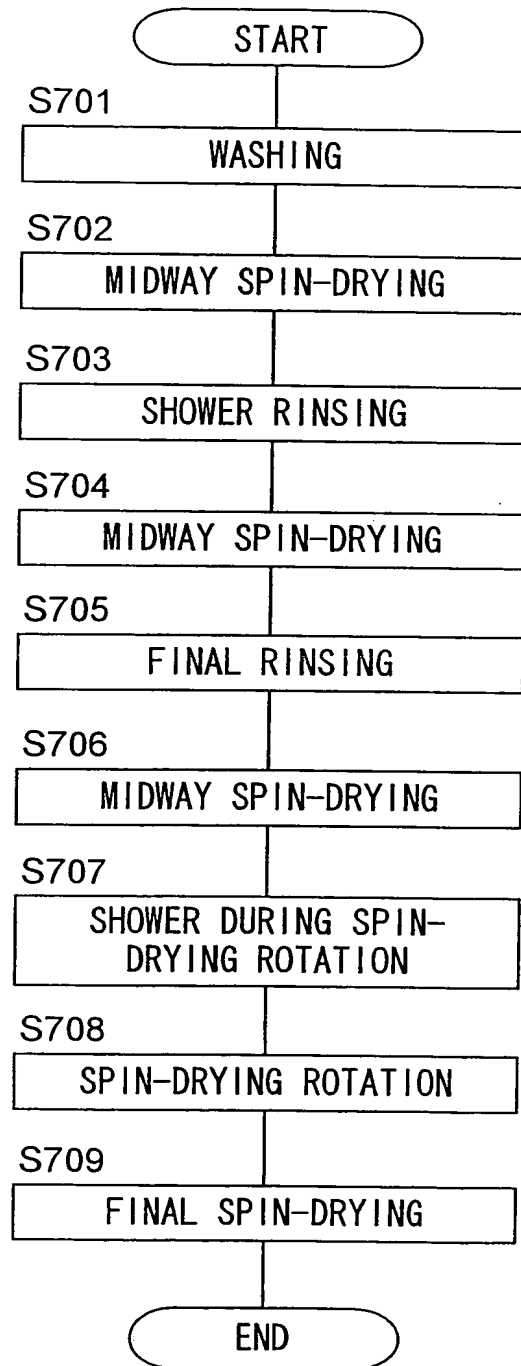 START
S701
WASHING
S702
MIDWAY SPIN-DRYING
S703
SHOWER RINSING
S704
MIDWAY SPIN-DRYING
S705
FINAL RINSING
S706
MIDWAY SPIN-DRYING
S707
SHOWER DURING SPIN-
DRYING ROTATION
S708
SPIN-DRYING ROTATION
S709
FINAL SPIN-DRYING
END